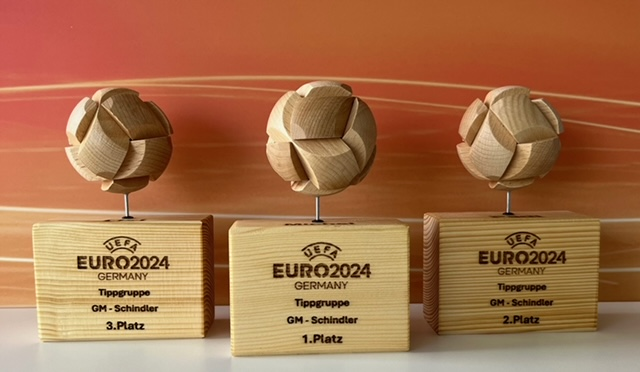 UEFA
EURO2024
GERMANY
Tippgruppe
GM - Schindler
3.Platz
UEFA
EURO2024
GERMANY
Tippgruppe
GM - Schindler
1.Platz
UEFA
EURO2024
GERMANY
Tippgruppe
GM - Schindler
2.Platz